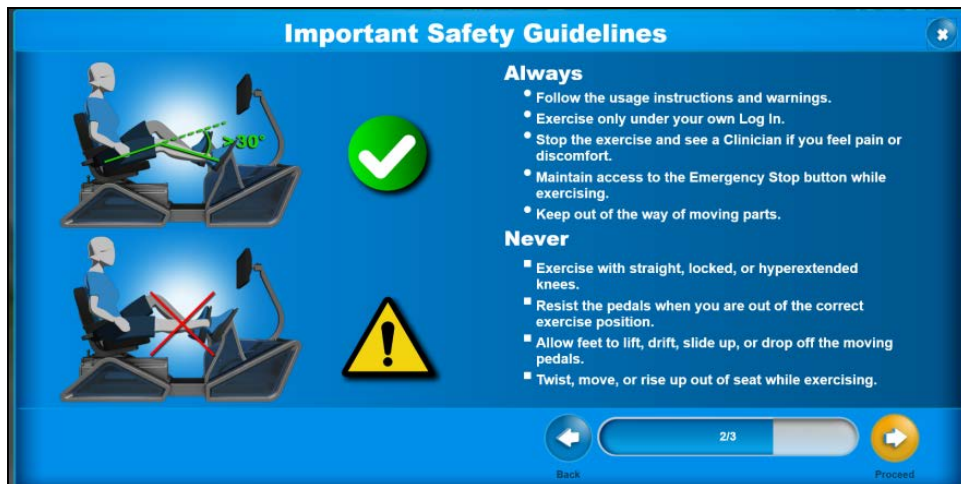 Important Safety Guidelines
>30°
Always
Follow the usage instructions and warnings.
Exercise only under your own Log In.
Stop the exercise and see a Clinician if you feel pain or
discomfort.
Maintain access to the Emergency Stop button while
exercising.
Keep out of the way of moving parts.
Never
Exercise with straight, locked, or hyperextended
knees.
Resist the pedals when you are out of the correct
exercise position.
Allow feet to lift, drift, slide up, or drop off the moving
pedals.
Twist, move, or rise up out of seat while exercising.
2/3
Back
Proceed